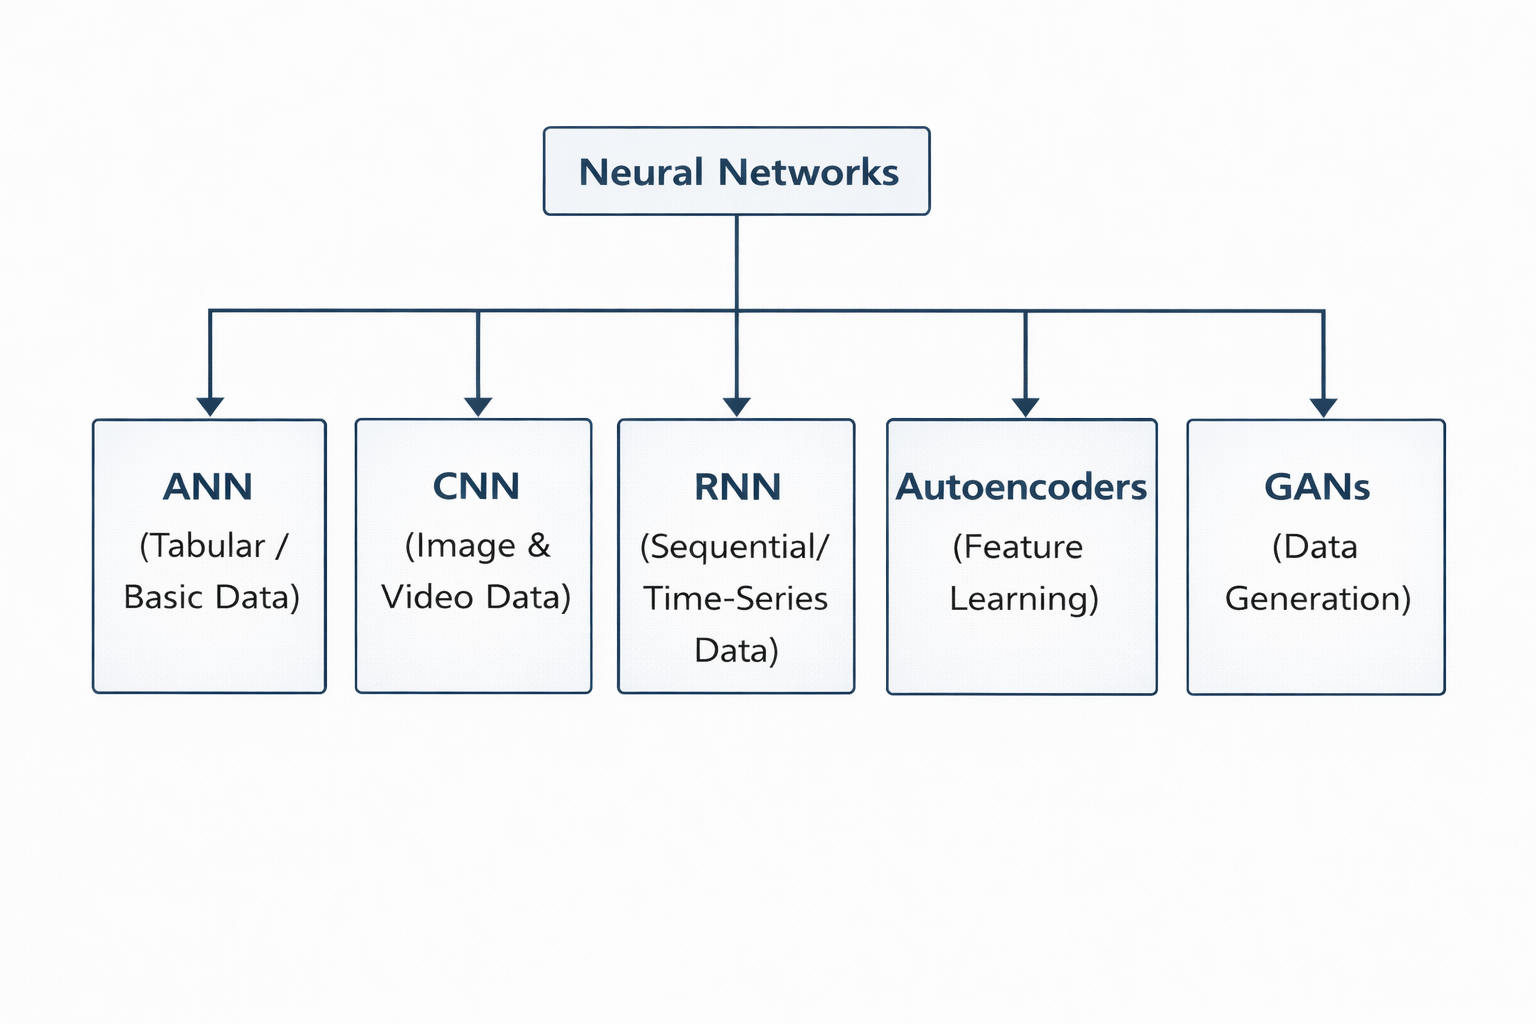 Neural Networks
ANN
(Tabular /
Basic Data)
CNN
(Image &
Video Data)
RNN
(Sequential/
Time-Series
Data)
Autoencoders
(Feature
Learning)
GANs
(Data
Generation)